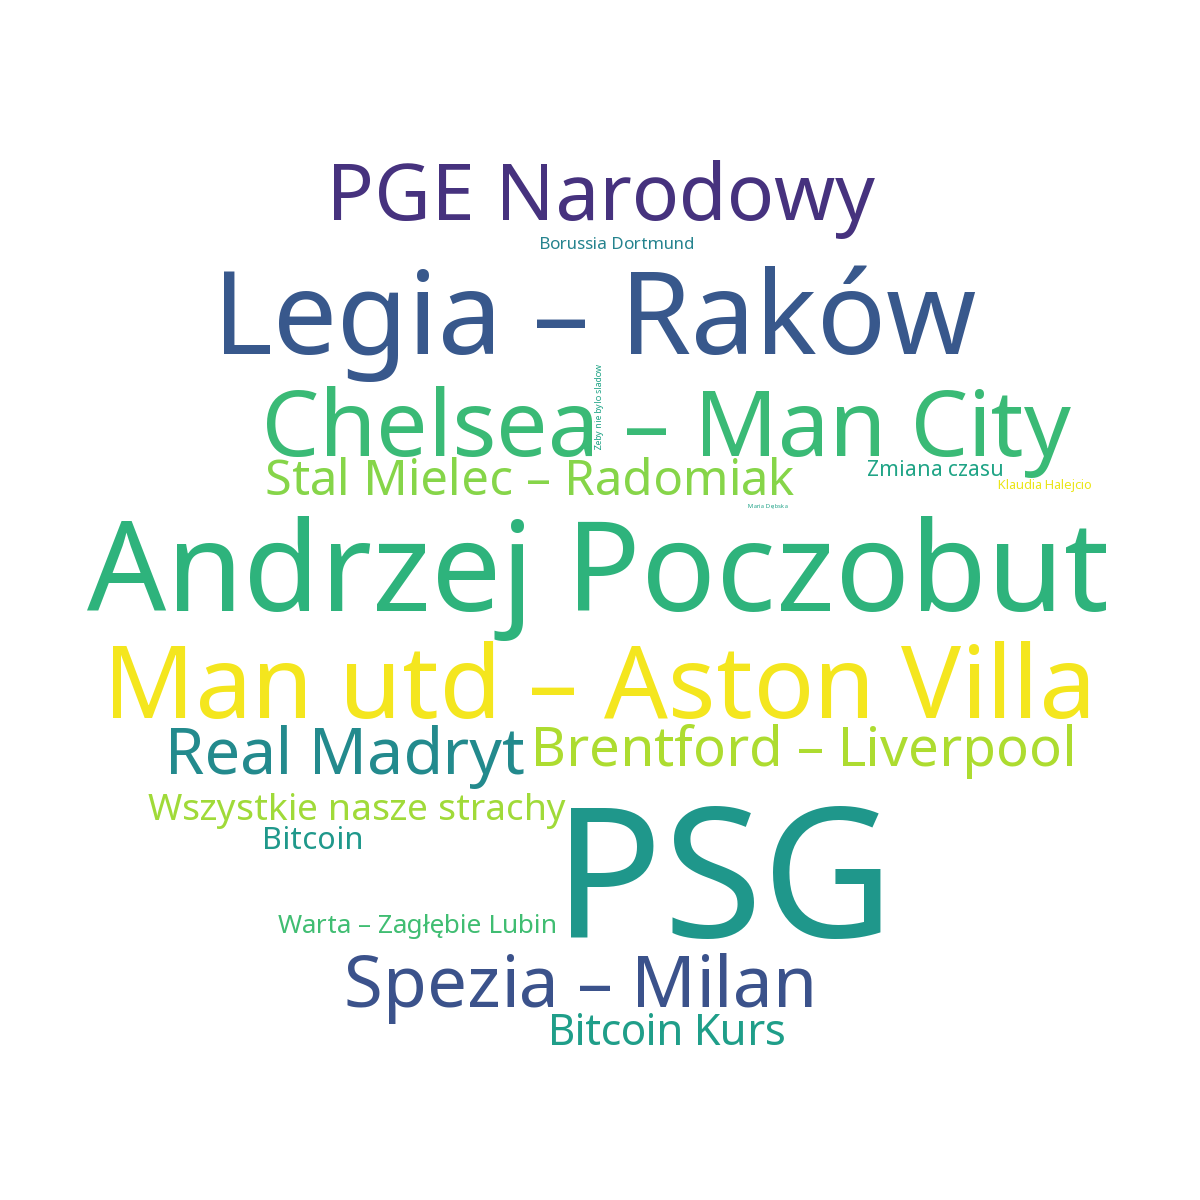 PGE Narodowy
Borussia Dortmund
Legia – Raków
Żeby nie było śladów
Chelsea – Man City
Stal Mielec – Radomiak
Zmiana czasu
Klaudia Halejcio
Maria Dębska
Andrzej Poczobut
Man utd – Aston Villa
Real Madryt
Brentford – Liverpool
Wszystkie nasze strachy
Bitcoin
PSG
Warta – Zagłębie Lubin
Spezia – Milan
Bitcoin Kurs